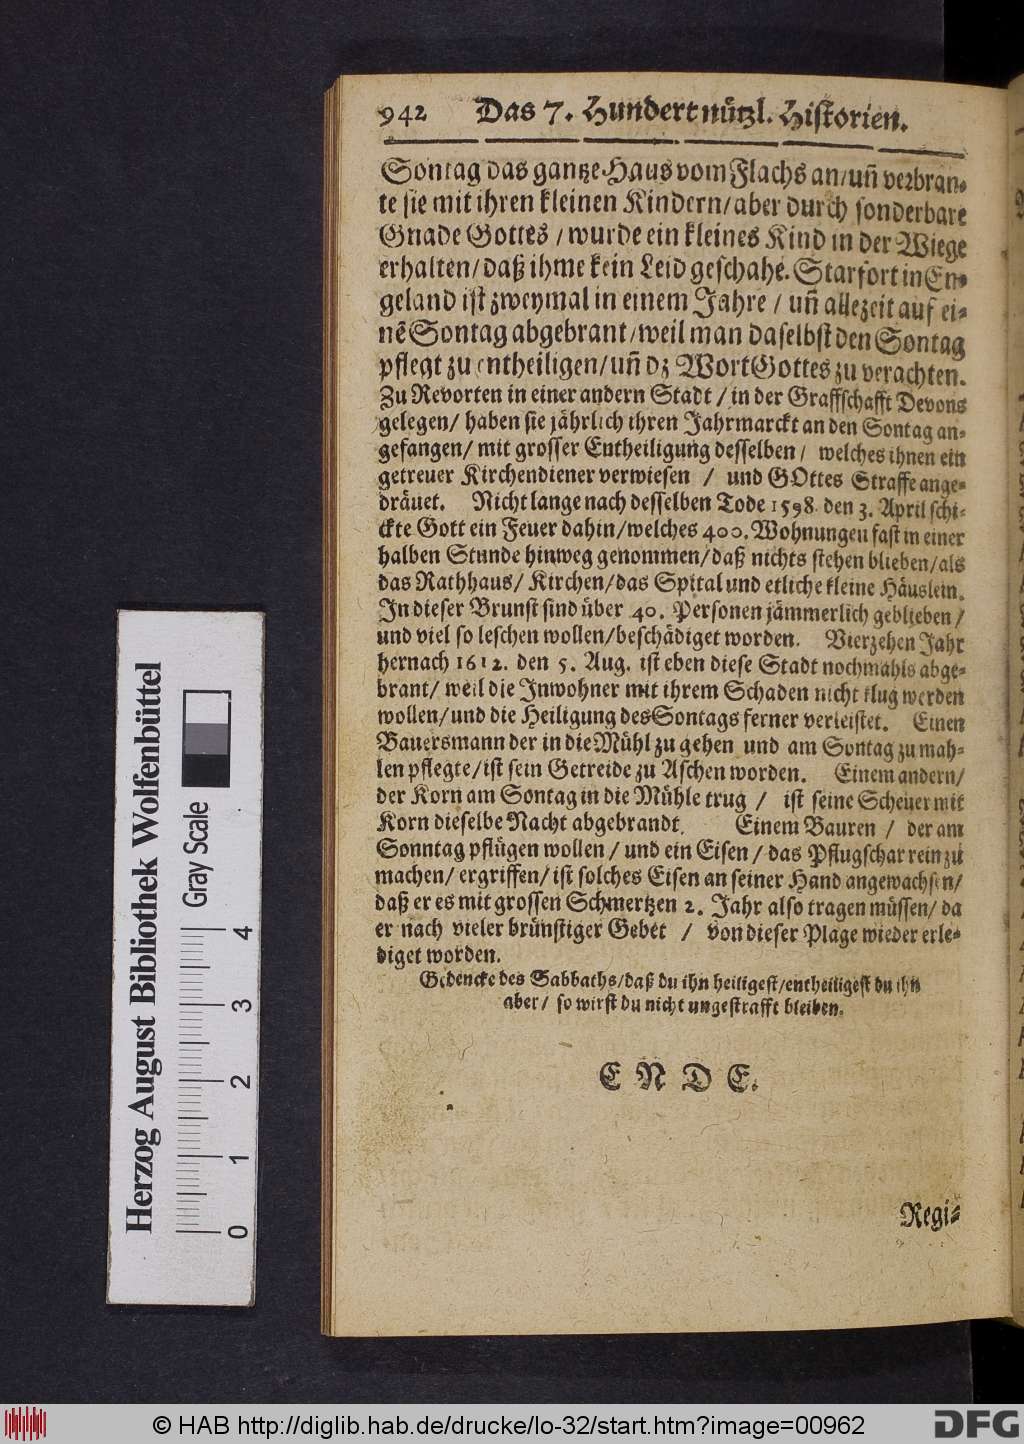 942 Das 7. Hundert nützl. Historien.
Sontag das gantze Haus vom Flachs an/uñ verbran-
te sie mit ihren kleinen Kindern/aber durch sonderbare
Gnade Gottes / wurde ein kleines Kind in der Wiege
erhalten/daß ihme kein Leid geschahe. Starfort in En-
geland ist zweymal in einem Jahre / uñ allezeit auf ei-
nẽ Sontag abgebrant/weil man daselbst den Sontag
pflegt zu entheiligen/uñ dz Wort Gottes zu verachten.
Zu Revorten in einer andern Stadt / in der Graffschafft Devons
gelegen/ haben sie jährlich ihren Jahrmarckt an den Sontag an-
gefangen/ mit grosser Entheiligung desselben/ welches ihnen ein
getreuer Kirchendiener verwiesen / und GOttes Straffe ange-
dräuet. Nicht lange nach desselben Tode 1598. den 3. April schi-
ckte Gott ein Feuer dahin/welches 400. Wohnungen fast in einer
halben Stunde hinweg genommen/daß nichts stehen blieben/als
das Rathhaus/ Kirchen/das Spital und etliche kleine Häuslein.
In dieser Brunst sind über 40. Personen jämmerlich geblieben/
und viel so leschen wollen/beschädiget worden. Vierzehen Jahr
hernach 1612. den 5. Aug. ist eben diese Stadt nochmahls abge-
brant/ weil die Inwohner mit ihrem Schaden nicht klug werden
wollen/und die Heiligung des Sontags ferner verleistet. Einen
Bauersmann der in die Mühl zu gehen und am Sontag zu mah-
len pflegte/ist sein Getreide zu Aschen worden. Einem andern/
der Korn am Sontag in die Mühle trug / ist seine Scheuer mit
Korn dieselbe Nacht abgebrandt. Einem Bauren / der am
Sonntag pflügen wollen / und ein Eisen / das Pflugschar rein zu
machen/ ergriffen/ ist solches Eisen an seiner Hand angewachsen/
daß er es mit grossen Schmertzen 2. Jahr also tragen müssen/ da
er nach vieler brünstiger Gebet / von dieser Plage wieder erle-
diget worden.
Gedencke des Sabbaths/daß du ihn heiligest/entheiligest du ihn
aber/ so wirst du nicht ungestrafft bleiben.
E N D E.
Regi-
Herzog August Bibliothek Wolfenbüttel
Gray Scale
0 1 2 3 4
© HAB http://diglib.hab.de/drucke/lo-32/start.htm?image=00962
DFG